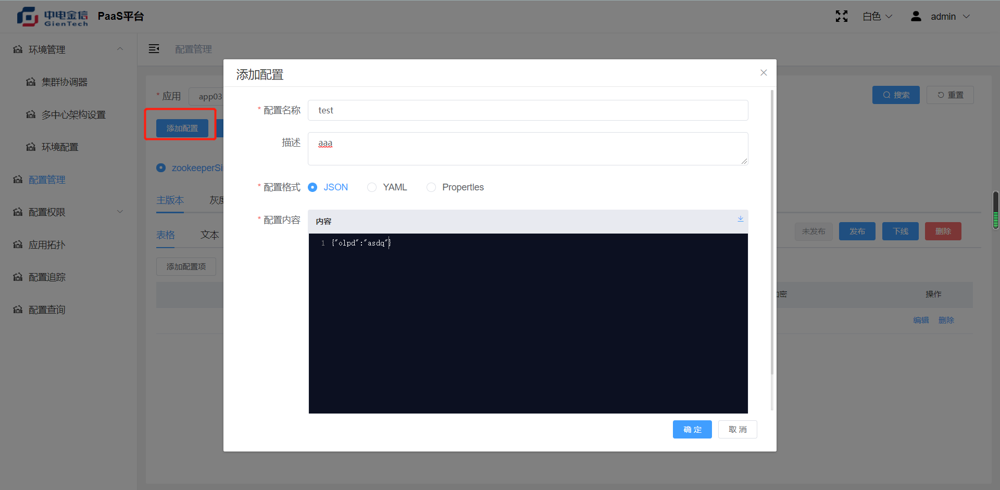 中电金信
GienTech
PaaS平台
白色
admin
环境管理
集群协调器
多中心架构设置
环境配置
配置管理
配置权限
应用拓扑
配置追踪
配置查询
配置管理
* 应用
app03
搜索
重置
添加配置
zookeeperSi
主版本
灰度
表格
文本
未发布
发布
下线
删除
添加配置项
加密
操作
编辑
删除
添加配置
* 配置名称
test
描述
aaa
* 配置格式
JSON
YAML
Properties
* 配置内容
内容
1 {"olpd":"asdq"}
确 定
取 消